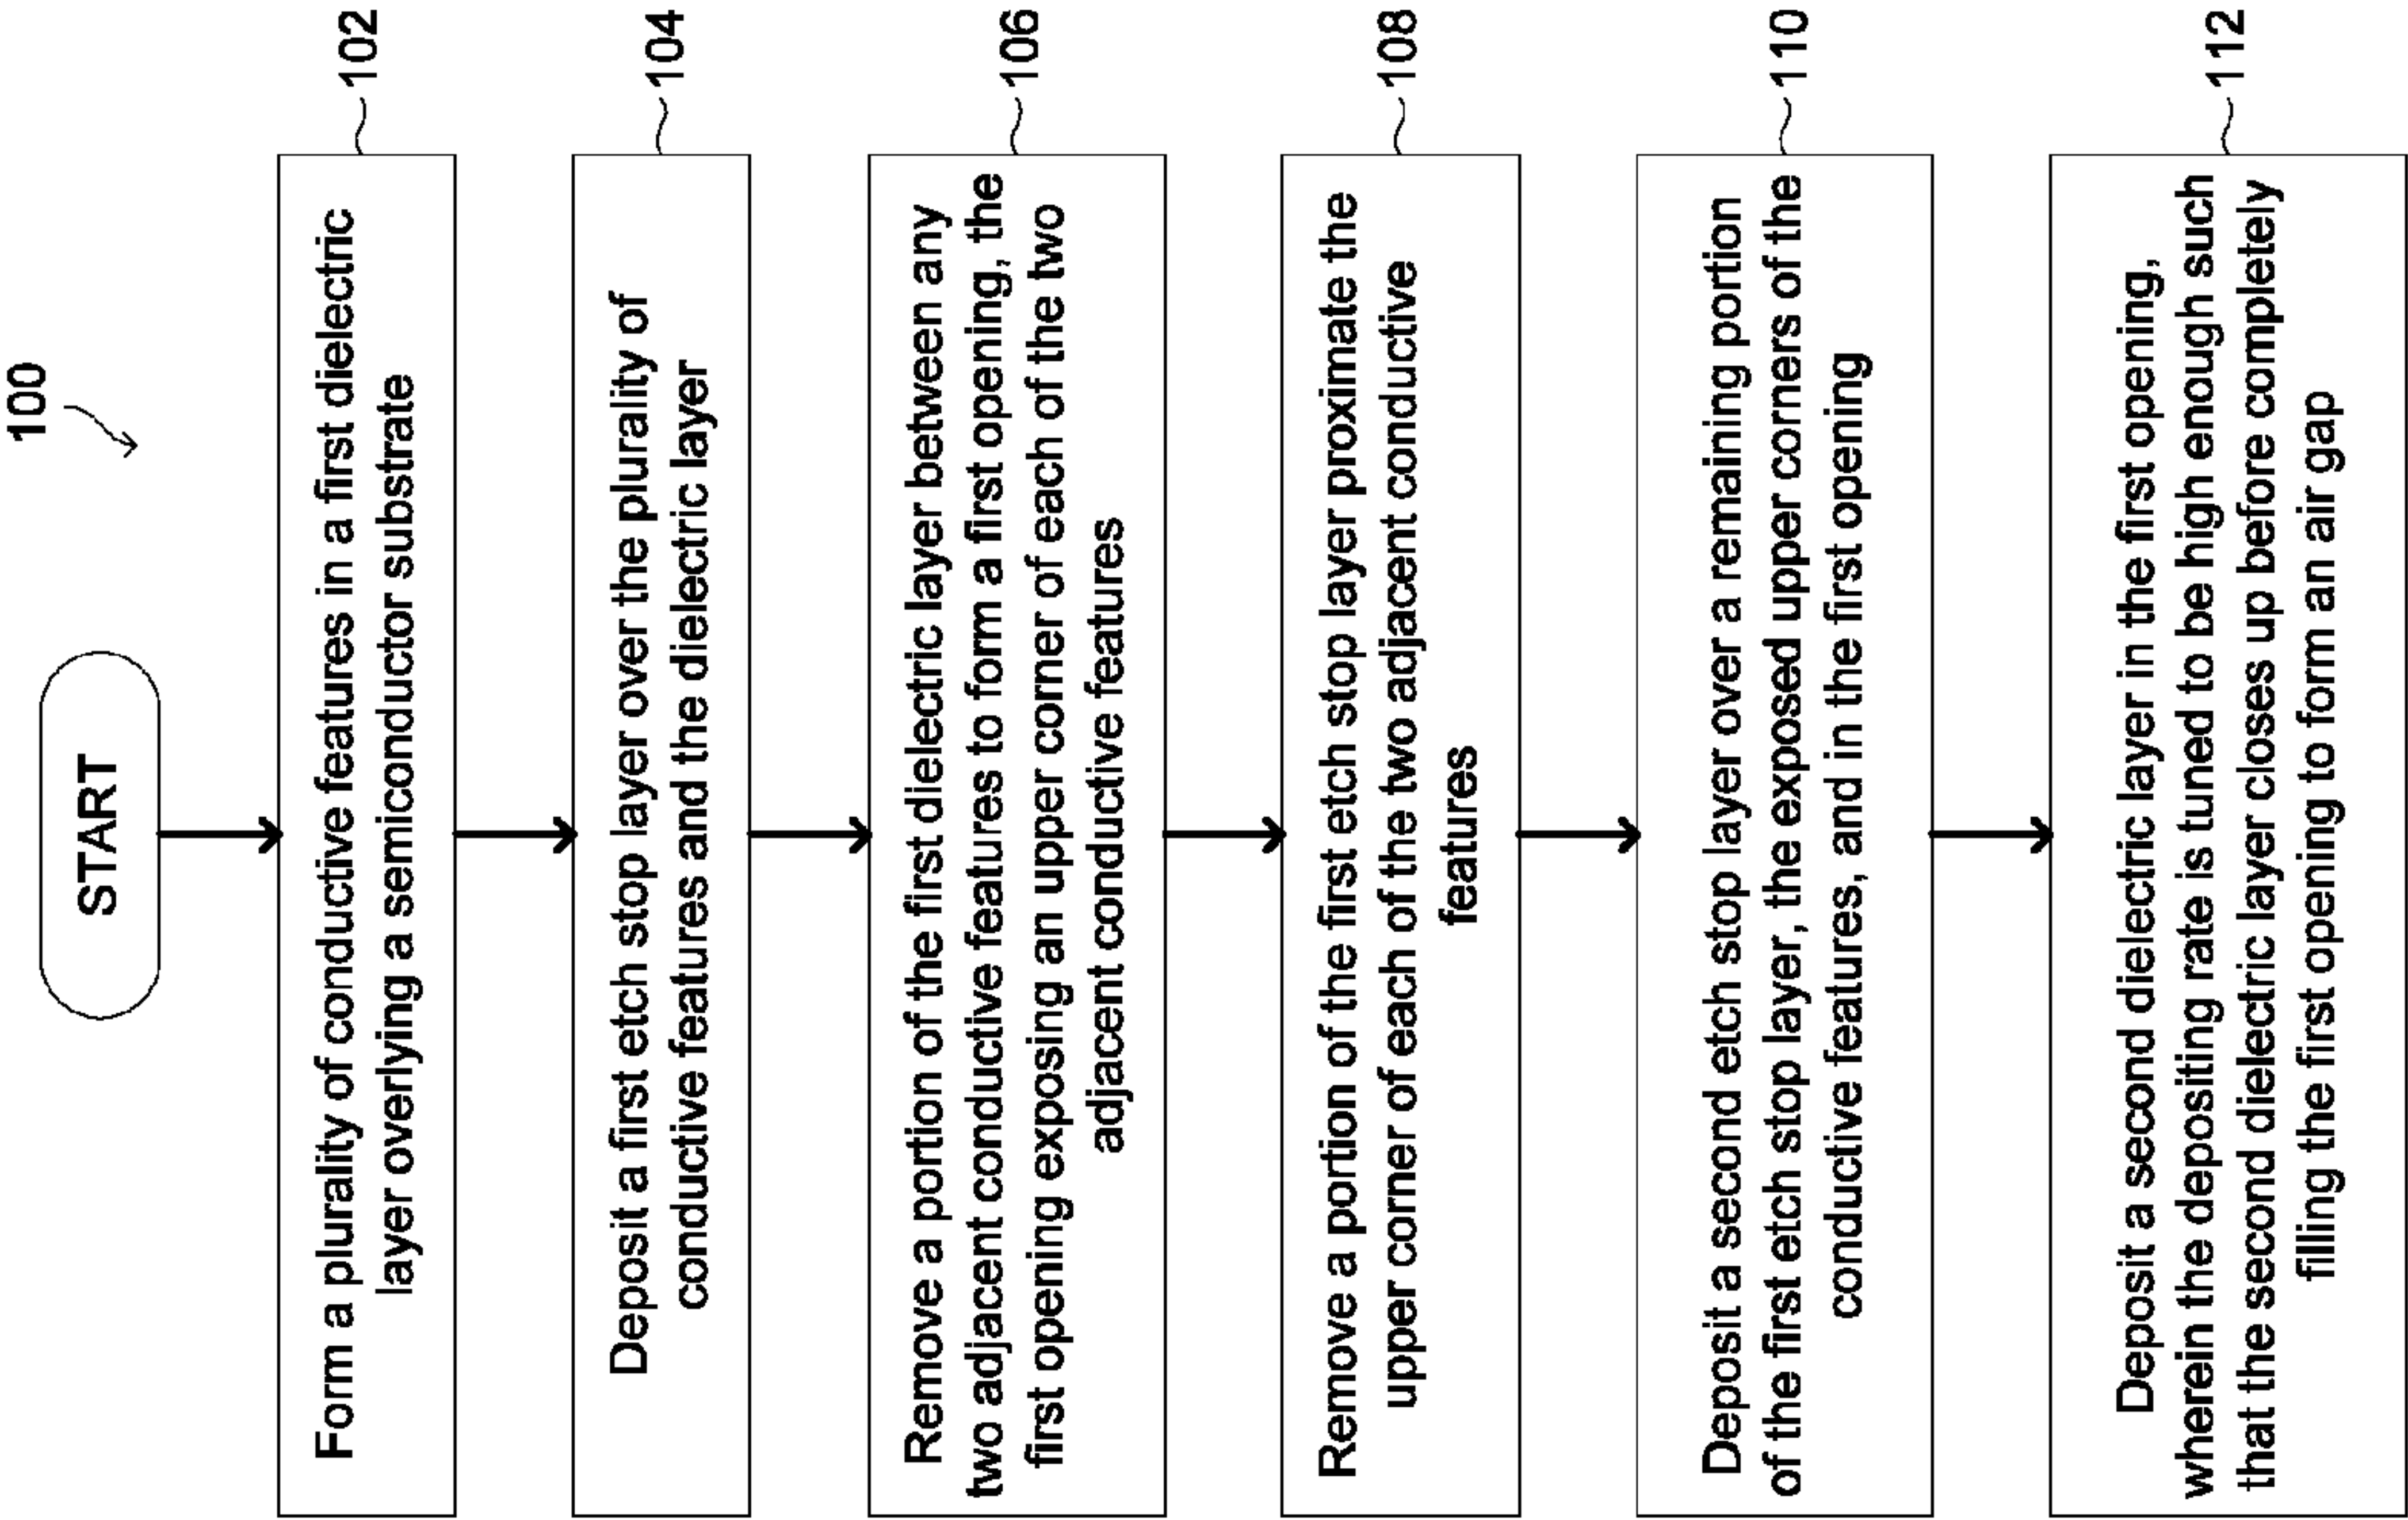 100
START
Form a plurality of conductive features in a first dielectric
layer overlying a semiconductor substrate
102
Deposit a first etch stop layer over the plurality of
conductive features and the dielectric layer
104
Remove a portion of the first dielectric layer between any
two adjacent conductive features to form a first opening, the
first opening exposing an upper corner of each of the two
adjacent conductive features
106
Remove a portion of the first etch stop layer proximate the
upper corner of each of the two adjacent conductive
features
108
Deposit a second etch stop layer over a remaining portion
of the first etch stop layer, the exposed upper corners of the
conductive features, and in the first opening
110
Deposit a second dielectric layer in the first opening,
wherein the depositing rate is tuned to be high enough such
that the second dielectric layer closes up before completely
filling the first opening to form an air gap
112